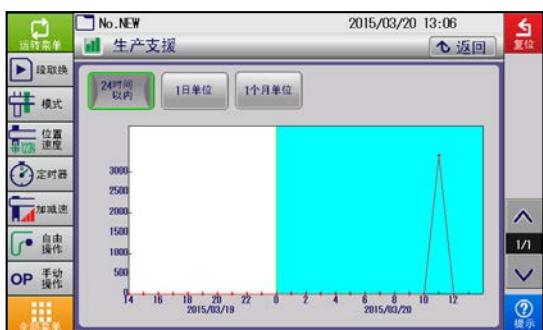 运转菜单
No.NEW
2015/03/20 13:06
复位
生产支援
返回
段取换
模式
位置
速度
定时器
加减速
自由
操作
OP 手动
操作
全部菜单
24时间
以内
1日单位
1个月单位
3000
2500
2000
1500
1000
500
0
14 16 18 20 22 0 2 4 6 8 10 12
2015/03/19 2015/03/20
1/1
提示